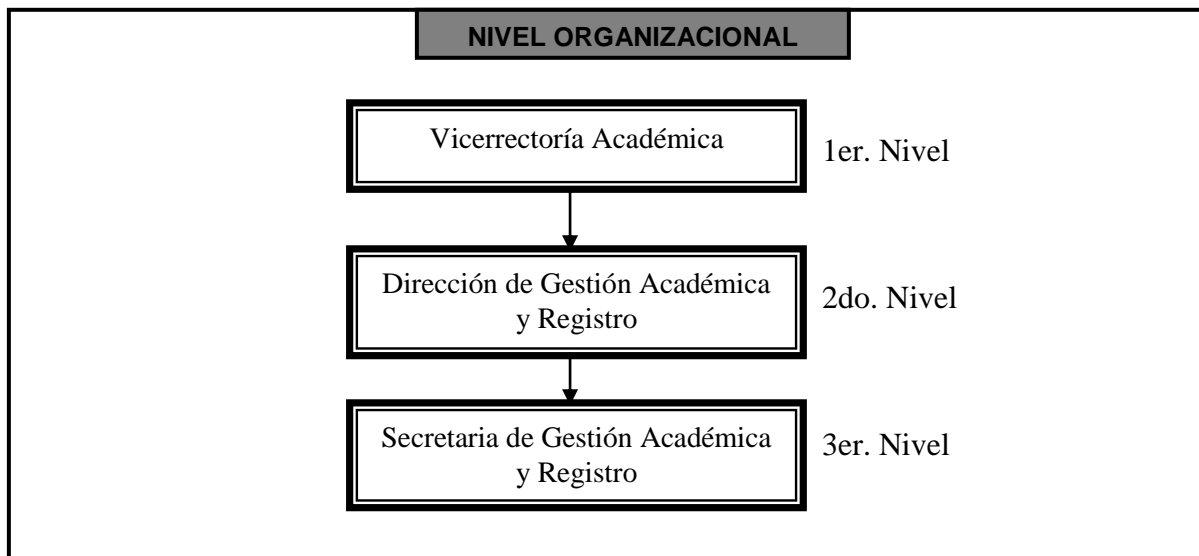 NIVEL ORGANIZACIONAL
Vicerrectoría Académica
1er. Nivel
Dirección de Gestión Académica
y Registro
2do. Nivel
Secretaria de Gestión Académica
y Registro
3er. Nivel